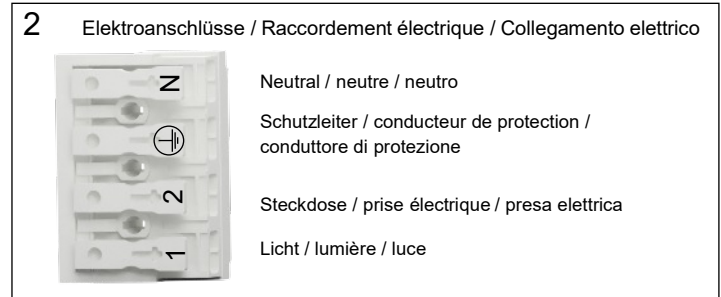 2 Elektroanschlüsse / Raccordement électrique / Collegamento elettrico
N
Neutral / neutre / neutro
Schutzleiter / conducteur de protection /
conduttore di protezione
2
Steckdose / prise électrique / presa elettrica
1
Licht / lumière / luce